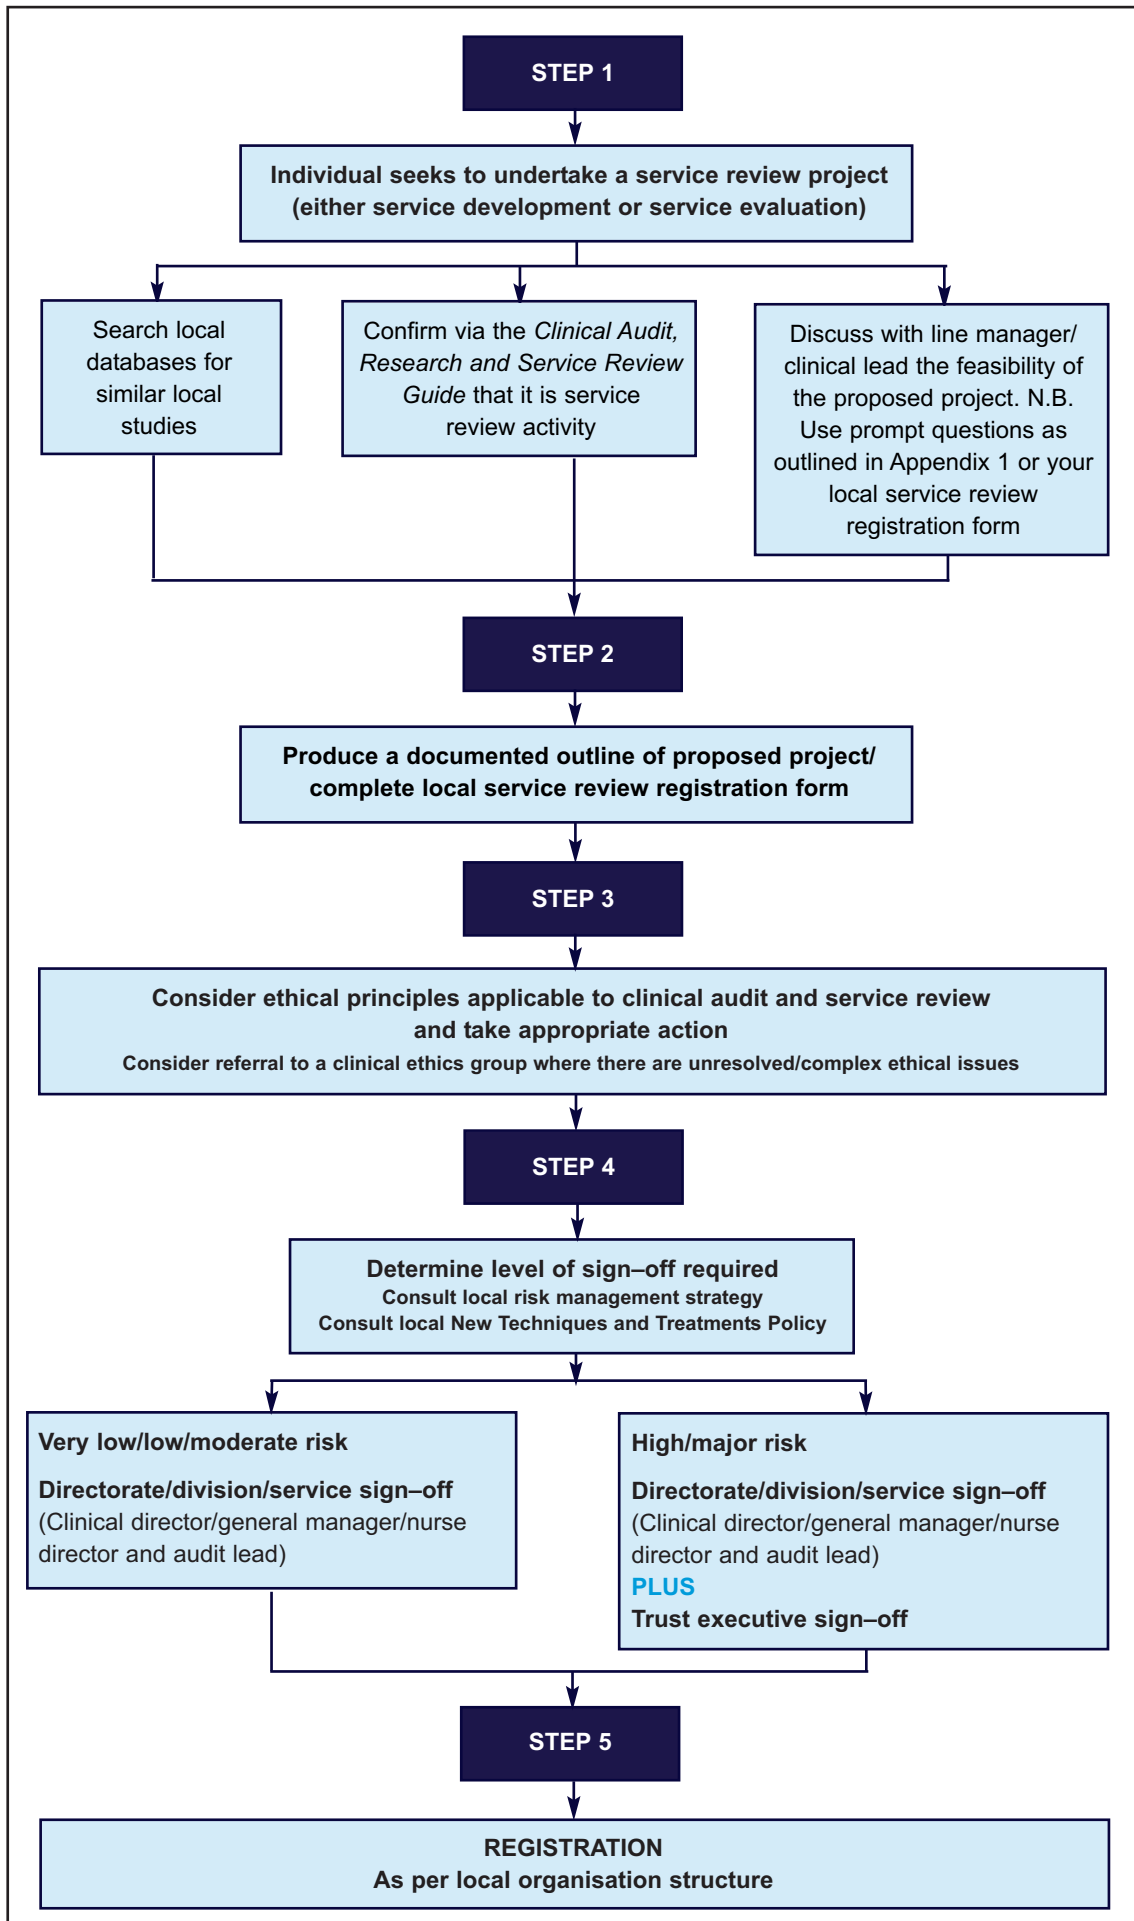 STEP 1
Individual seeks to undertake a service review project
(either service development or service evaluation)
Search local
databases for
similar local
studies
Confirm via the Clinical Audit,
Research and Service Review
Guide that it is service
review activity
Discuss with line manager/
clinical lead the feasibility of
the proposed project. N.B.
Use prompt questions as
outlined in Appendix 1 or your
local service review
registration form
STEP 2
Produce a documented outline of proposed project/
complete local service review registration form
STEP 3
Consider ethical principles applicable to clinical audit and service review
and take appropriate action
Consider referral to a clinical ethics group where there are unresolved/complex ethical issues
STEP 4
Determine level of sign–off required
Consult local risk management strategy
Consult local New Techniques and Treatments Policy
Very low/low/moderate risk
Directorate/division/service sign–off
(Clinical director/general manager/nurse
director and audit lead)
High/major risk
Directorate/division/service sign–off
(Clinical director/general manager/nurse
director and audit lead)
PLUS
Trust executive sign–off
STEP 5
REGISTRATION
As per local organisation structure